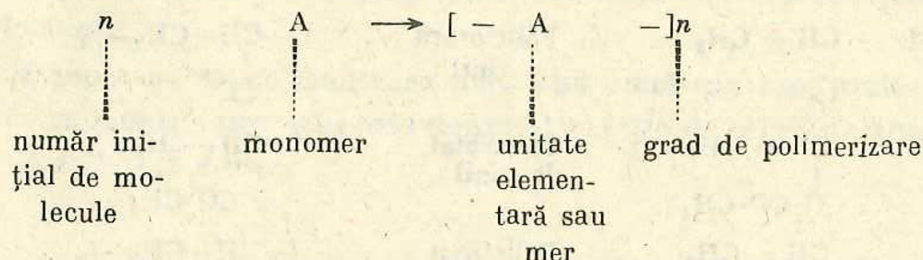 n A → [ – A –]n
număr ini- monomer unitate grad de polimerizare
țial de mo- elemen-
lecule tară sau
mer